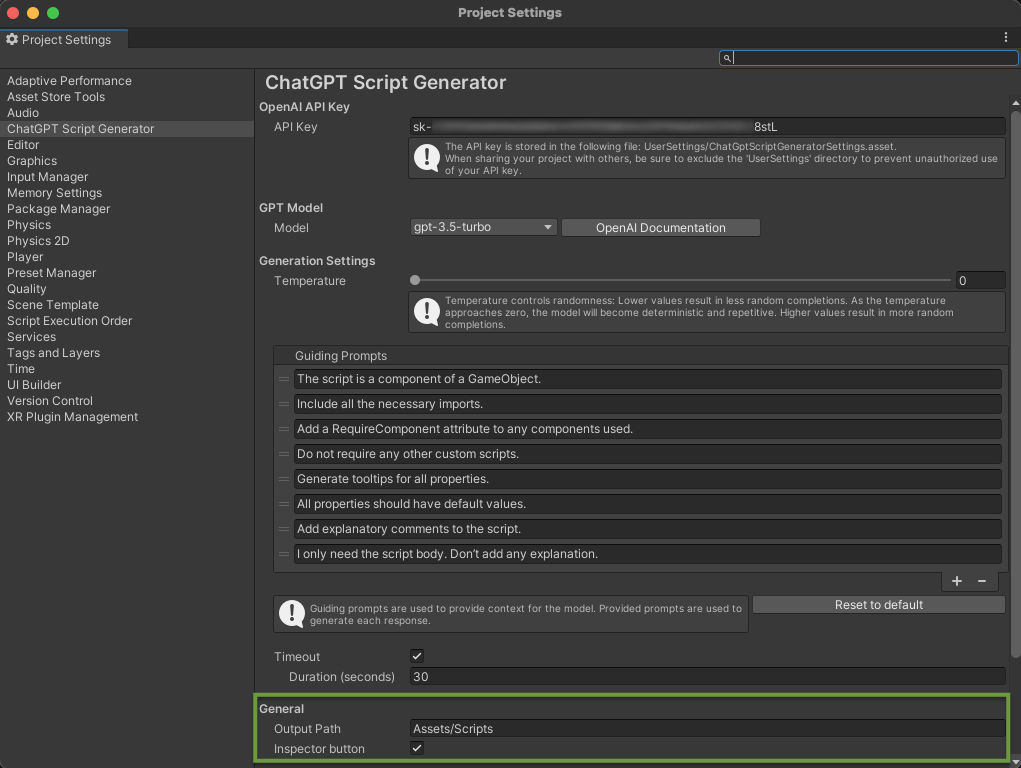 Project Settings
Project Settings
Adaptive Performance
Asset Store Tools
Audio
ChatGPT Script Generator
Editor
Graphics
Input Manager
Memory Settings
Package Manager
Physics
Physics 2D
Player
Preset Manager
Quality
Scene Template
Script Execution Order
Services
Tags and Layers
Time
UI Builder
Version Control
XR Plugin Management
ChatGPT Script Generator
OpenAI API Key
API Key sk- 8stL
The API key is stored in the following file: UserSettings/ChatGptScriptGeneratorSettings.asset.
When sharing your project with others, be sure to exclude the 'UserSettings' directory to prevent unauthorized use
of your API key.
GPT Model
Model gpt-3.5-turbo OpenAI Documentation
Generation Settings
Temperature 0
Temperature controls randomness: Lower values result in less random completions. As the temperature
approaches zero, the model will become deterministic and repetitive. Higher values result in more random
completions.
Guiding Prompts
The script is a component of a GameObject.
Include all the necessary imports.
Add a RequireComponent attribute to any components used.
Do not require any other custom scripts.
Generate tooltips for all properties.
All properties should have default values.
Add explanatory comments to the script.
I only need the script body. Don't add any explanation.
+ −
Guiding prompts are used to provide context for the model. Provided prompts are used to
generate each response.
Reset to default
Timeout
Duration (seconds) 30
General
Output Path Assets/Scripts
Inspector button